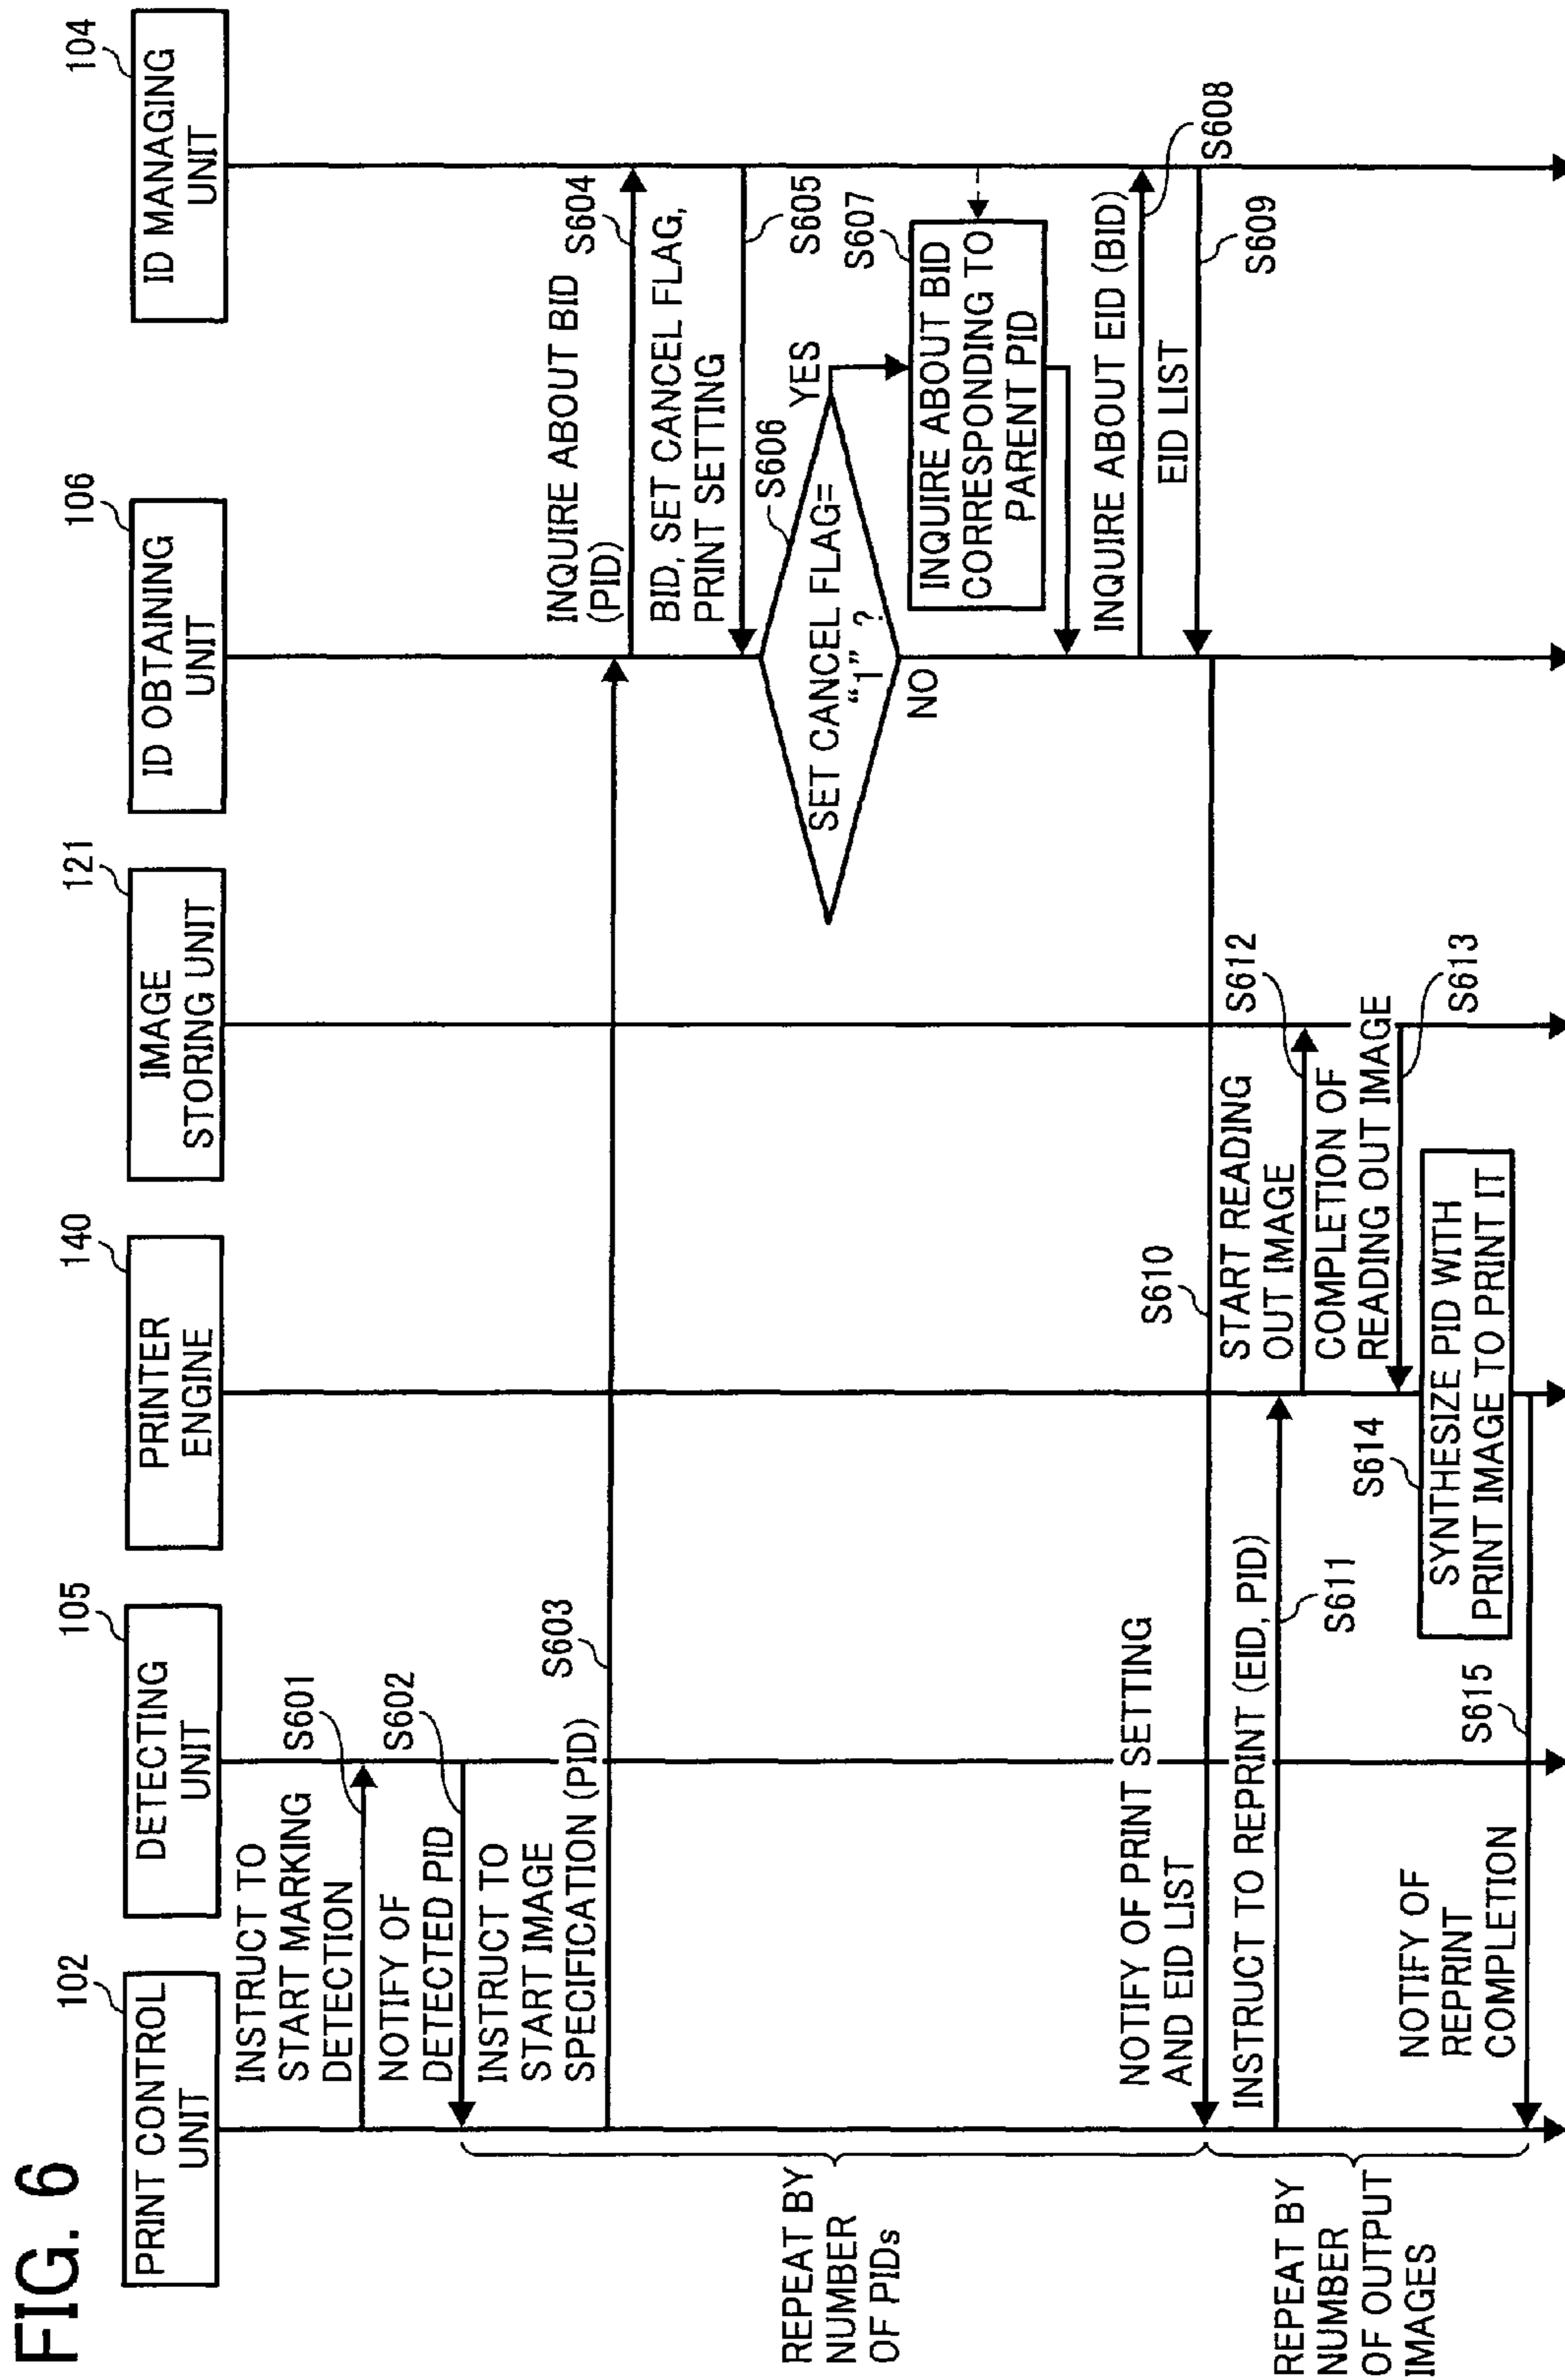 FIG. 6
PRINT CONTROL
UNIT
102
DETECTING
UNIT
105
PRINTER
ENGINE
140
IMAGE
STORING UNIT
121
ID OBTAINING
UNIT
106
ID MANAGING
UNIT
104
INSTRUCT TO
START MARKING
DETECTION
S601
NOTIFY OF
DETECTED PID
S602
INSTRUCT TO
START IMAGE
SPECIFICATION (PID)
S603
INQUIRE ABOUT BID
(PID)
S604
BID, SET CANCEL FLAG,
PRINT SETTING
S605
SET CANCEL FLAG=
“1” ?
S606
YES
NO
INQUIRE ABOUT BID
CORRESPONDING TO
PARENT PID
S607
INQUIRE ABOUT EID (BID)
S608
EID LIST
S609
REPEAT BY
NUMBER
OF PIDs
NOTIFY OF PRINT SETTING
AND EID LIST
S610
INSTRUCT TO REPRINT (EID, PID)
S611
START READING
OUT IMAGE
S612
COMPLETION OF
READING OUT IMAGE
S613
S614
SYNTHESIZE PID WITH
PRINT IMAGE TO PRINT IT
NOTIFY OF
REPRINT
COMPLETION
S615
REPEAT BY
NUMBER
OF OUTPUT
IMAGES